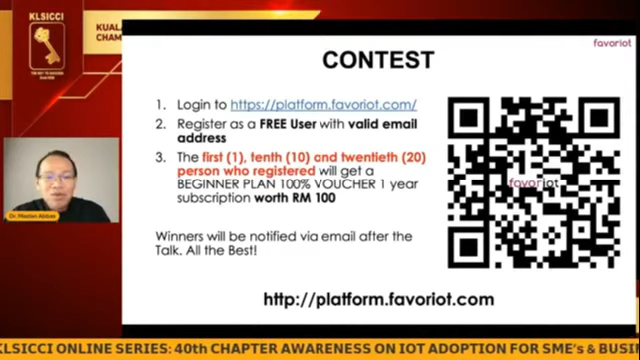 KLSICCI
THE KEY TO SUCCESS
KUALA
CHAM
favoriot
CONTEST
1. Login to https://platform.favoriot.com/
2. Register as a FREE User with valid email
address
3. The first (1), tenth (10) and twentieth (20)
person who registered will get a
BEGINNER PLAN 100% VOUCHER 1 year
subscription worth RM 100
favoriot
Dr. Mazlan Abbas
Winners will be notified via email after the
Talk. All the Best!
http://platform.favoriot.com
KLSICCI ONLINE SERIES: 40th CHAPTER AWARENESS ON IOT ADOPTION FOR SME's & BUSIN